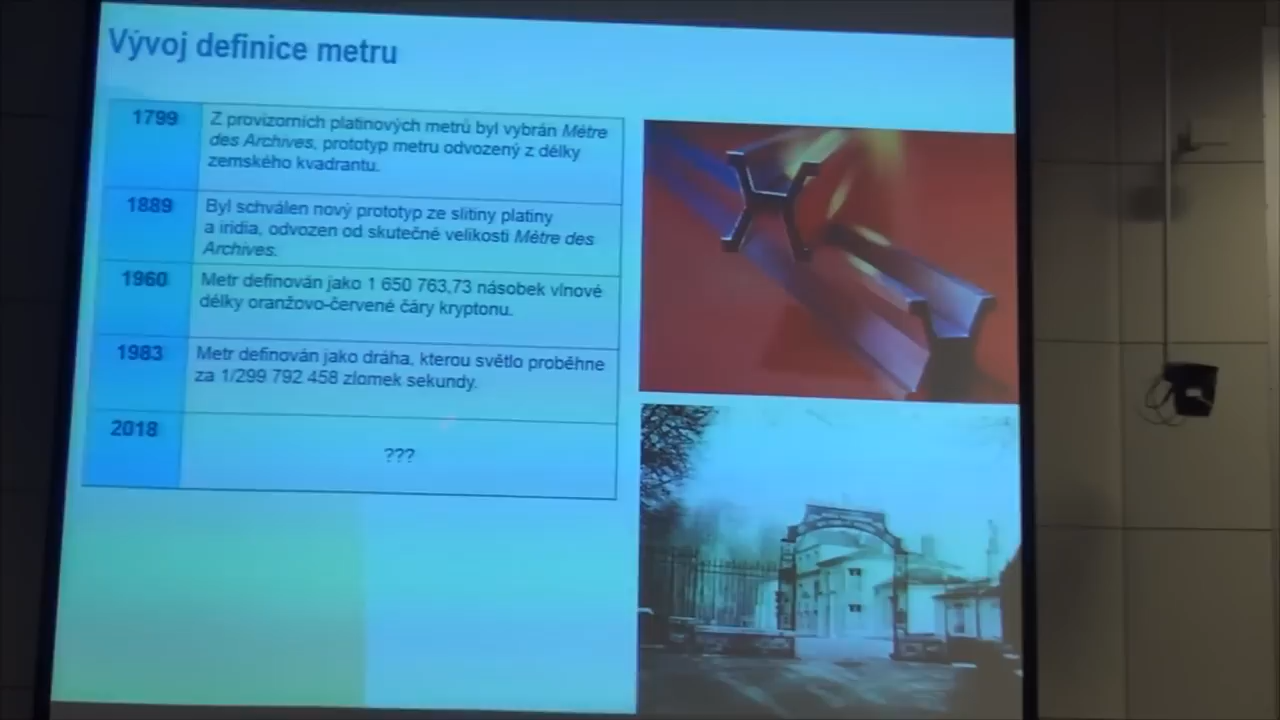 Vývoj definice metru
1799
Z provizorních platinových metrů byl vybrán Métre
des Archives, prototyp metru odvozený z délky
zemského kvadrantu.
1889
Byl schválen nový prototyp ze slitiny platiny
a iridia, odvozen od skutečné velikosti Métre des
Archives.
1960
Metr definován jako 1 650 763,73 násobek vlnové
délky oranžovo-červené čáry kryptonu.
1983
Metr definován jako dráha, kterou světlo proběhne
za 1/299 792 458 zlomek sekundy.
2018
???